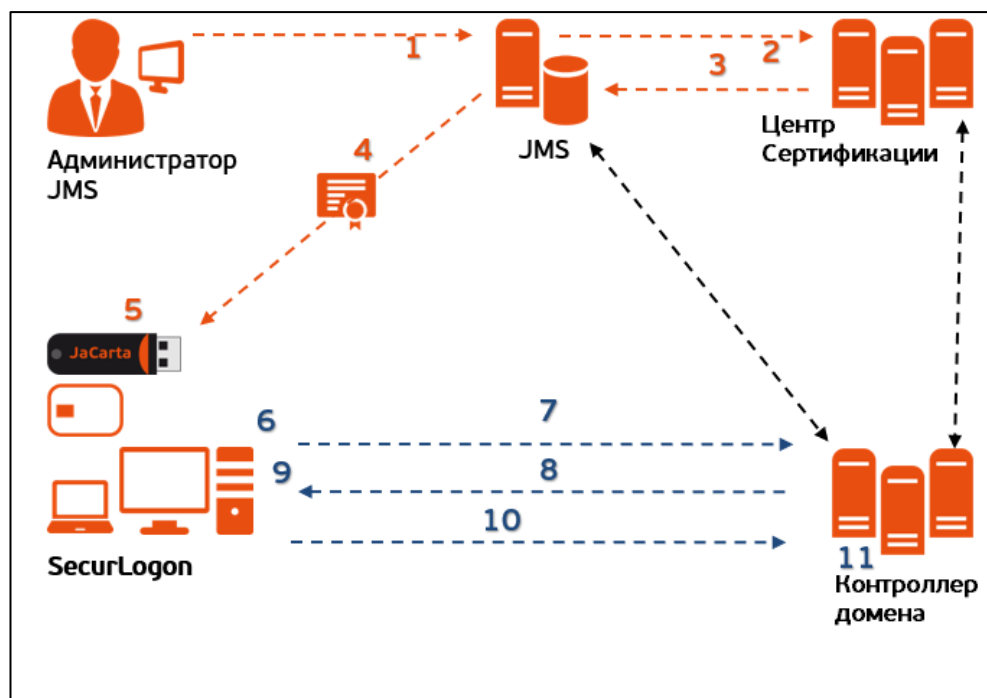 1
2
3
Администратор
JMS
JMS
Центр
Сертификации
4
5
JaCarta
6
7
8
9
10
SecurLogon
11
Контроллер
домена